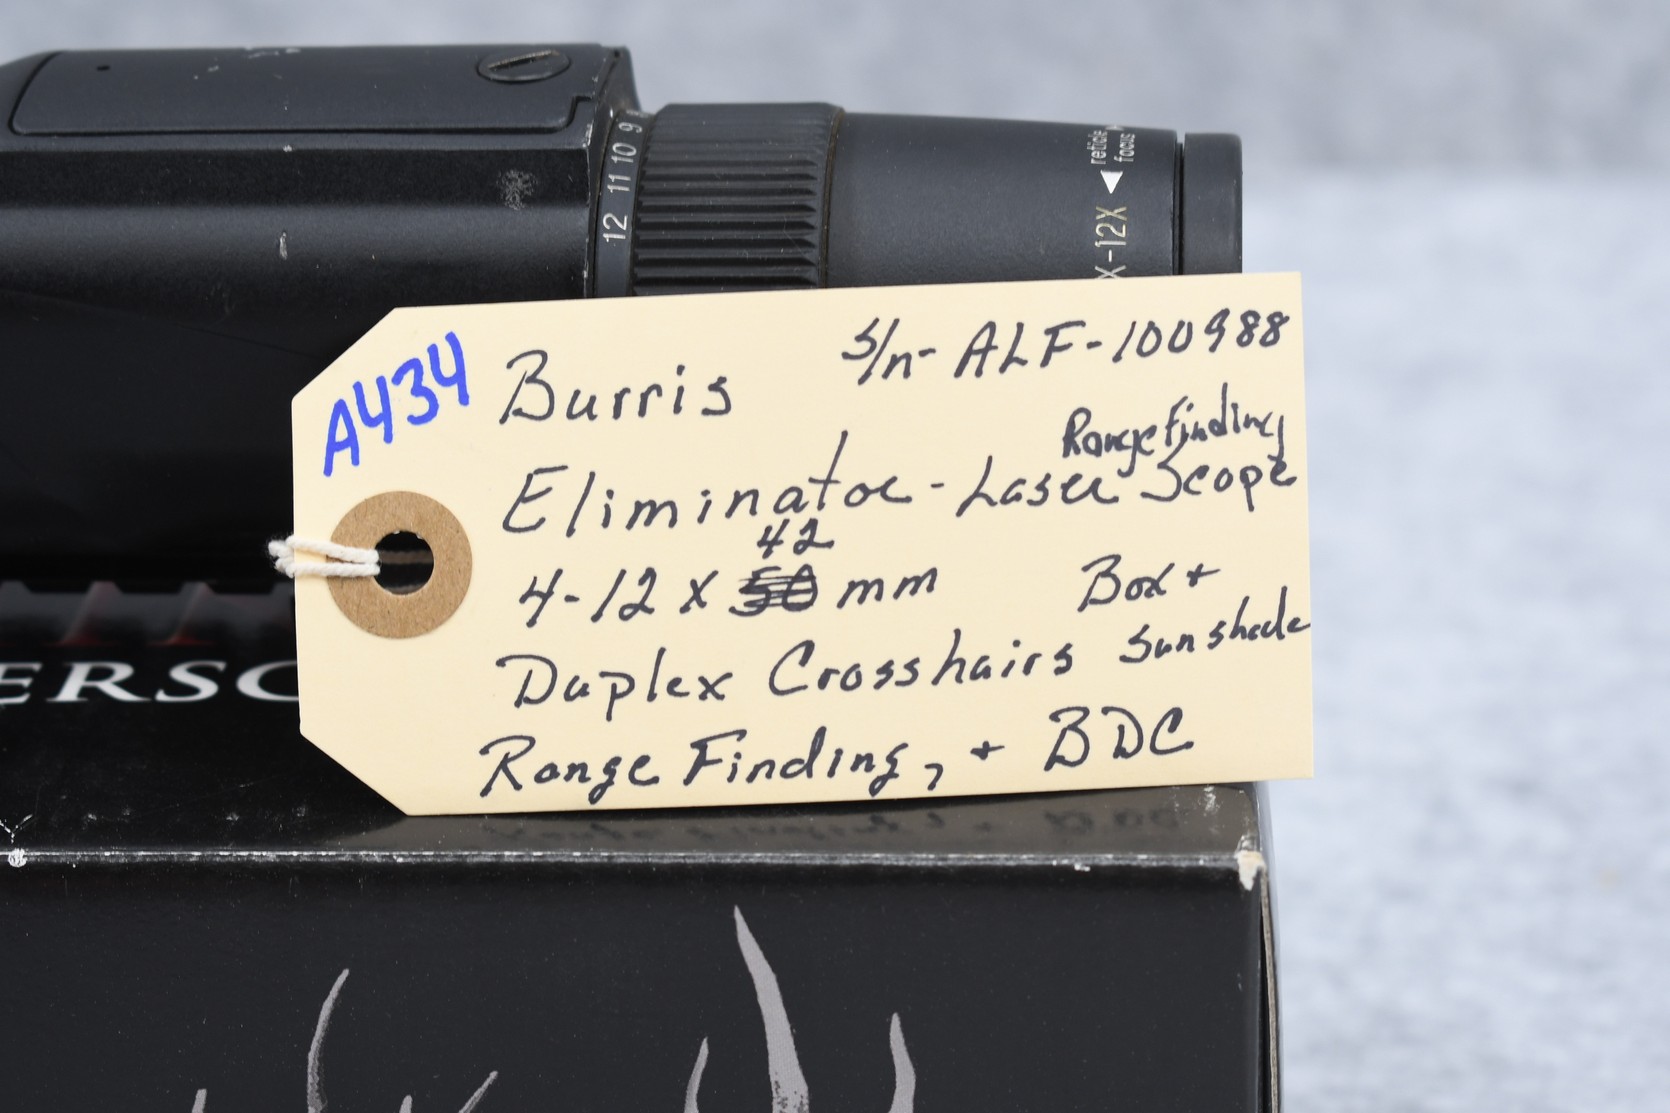 9
10
11
12
reticle
focus
X-12X
A434
Burris
s/n- ALF-100988
Range Finding
Eliminator - Laser Scope
42
4-12 X 50 mm
Box +
Sunshade
Duplex Crosshairs
Range Finding, + BDC
ERSC